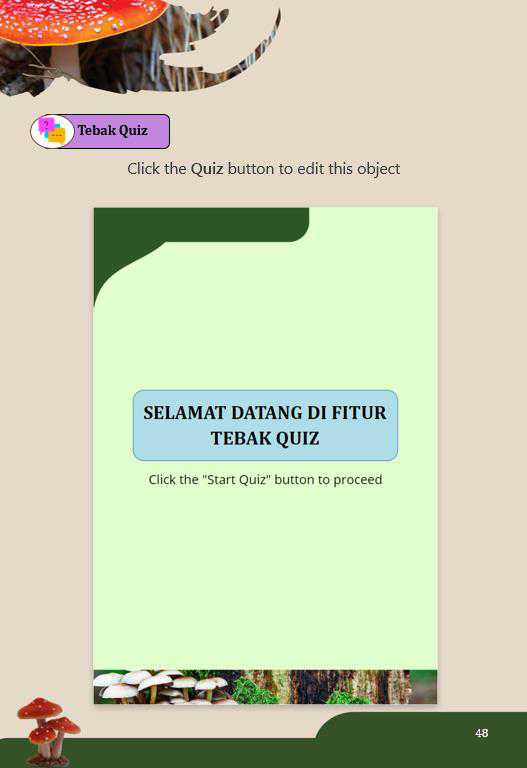 Tebak Quiz
Click the Quiz button to edit this object
SELAMAT DATANG DI FITUR
TEBAK QUIZ
Click the "Start Quiz" button to proceed
48